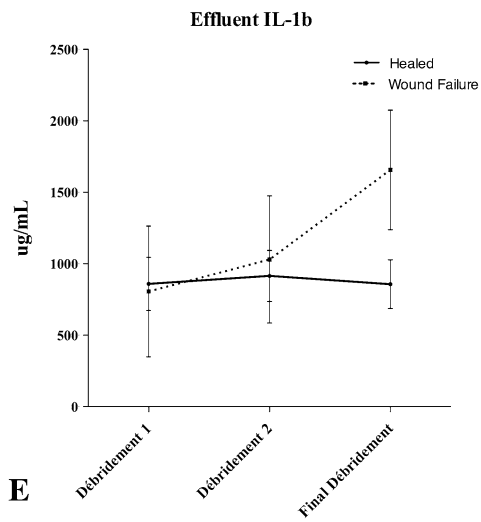 Effluent IL-1b
2500
Healed
Wound Failure
2000
1500
ug/mL
1000
500
0
Débridement 1
Débridement 2
Final Débridement
E